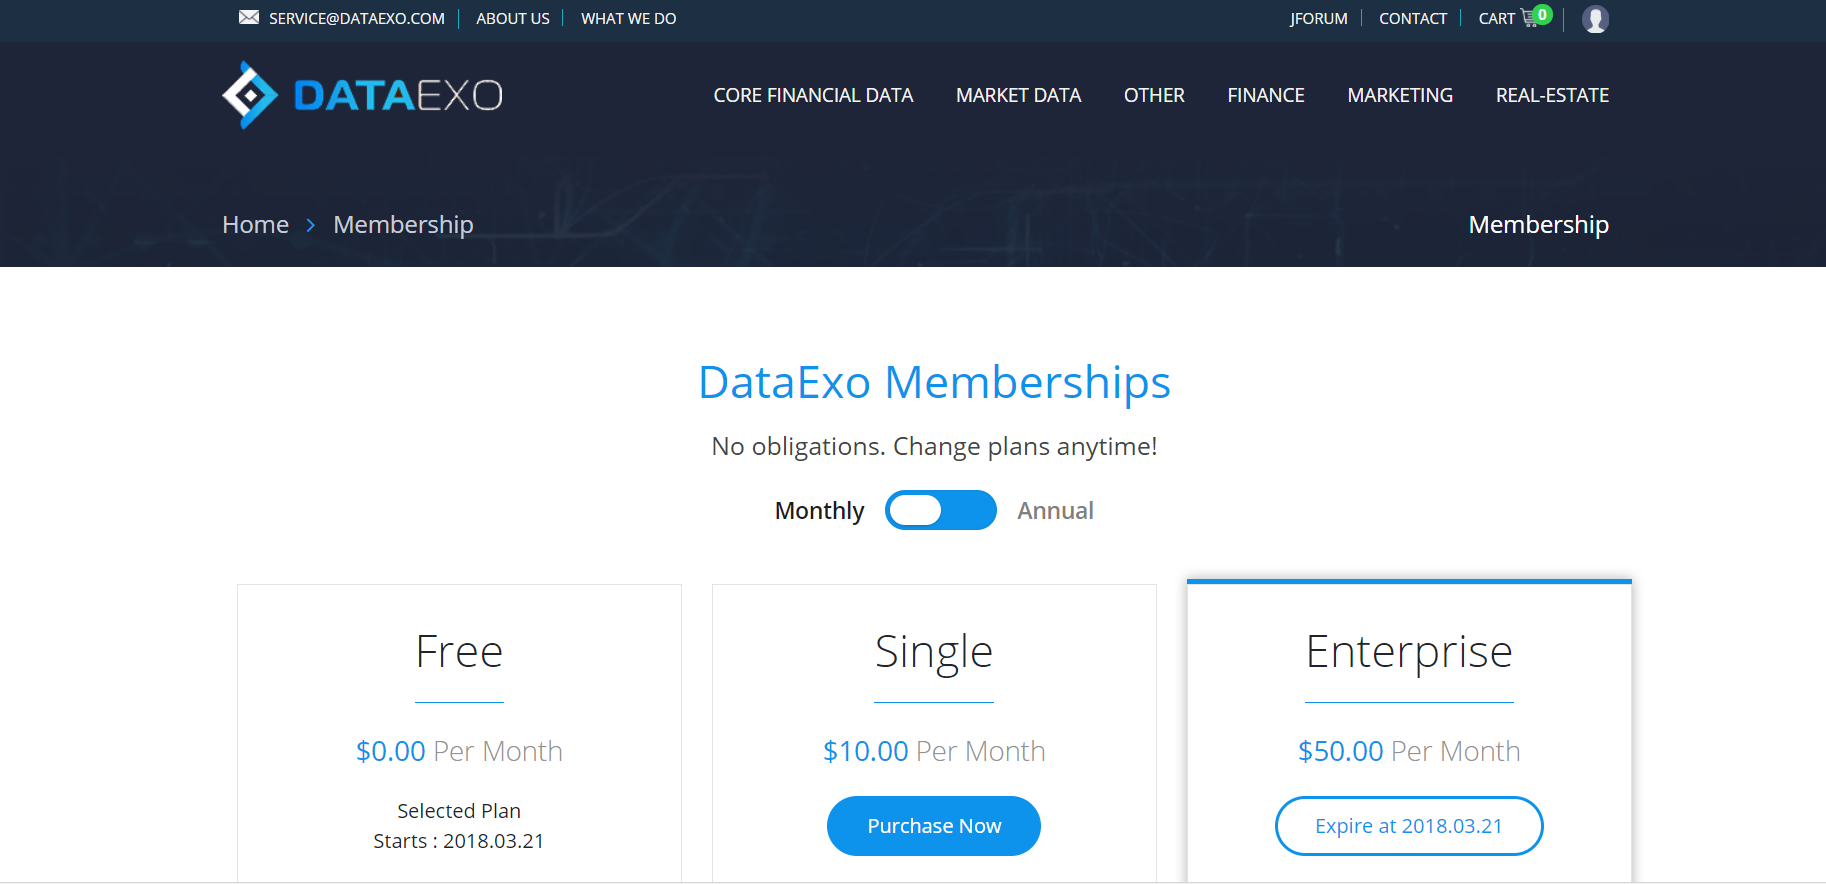 SERVICE@DATAEXO.COM ABOUT US WHAT WE DO JFORUM CONTACT CART 0
DATAEXO CORE FINANCIAL DATA MARKET DATA OTHER FINANCE MARKETING REAL-ESTATE
Home > Membership Membership
DataExo Memberships
No obligations. Change plans anytime!
Monthly Annual
Free
$0.00 Per Month
Selected Plan
Starts : 2018.03.21
Single
$10.00 Per Month
Purchase Now
Enterprise
$50.00 Per Month
Expire at 2018.03.21